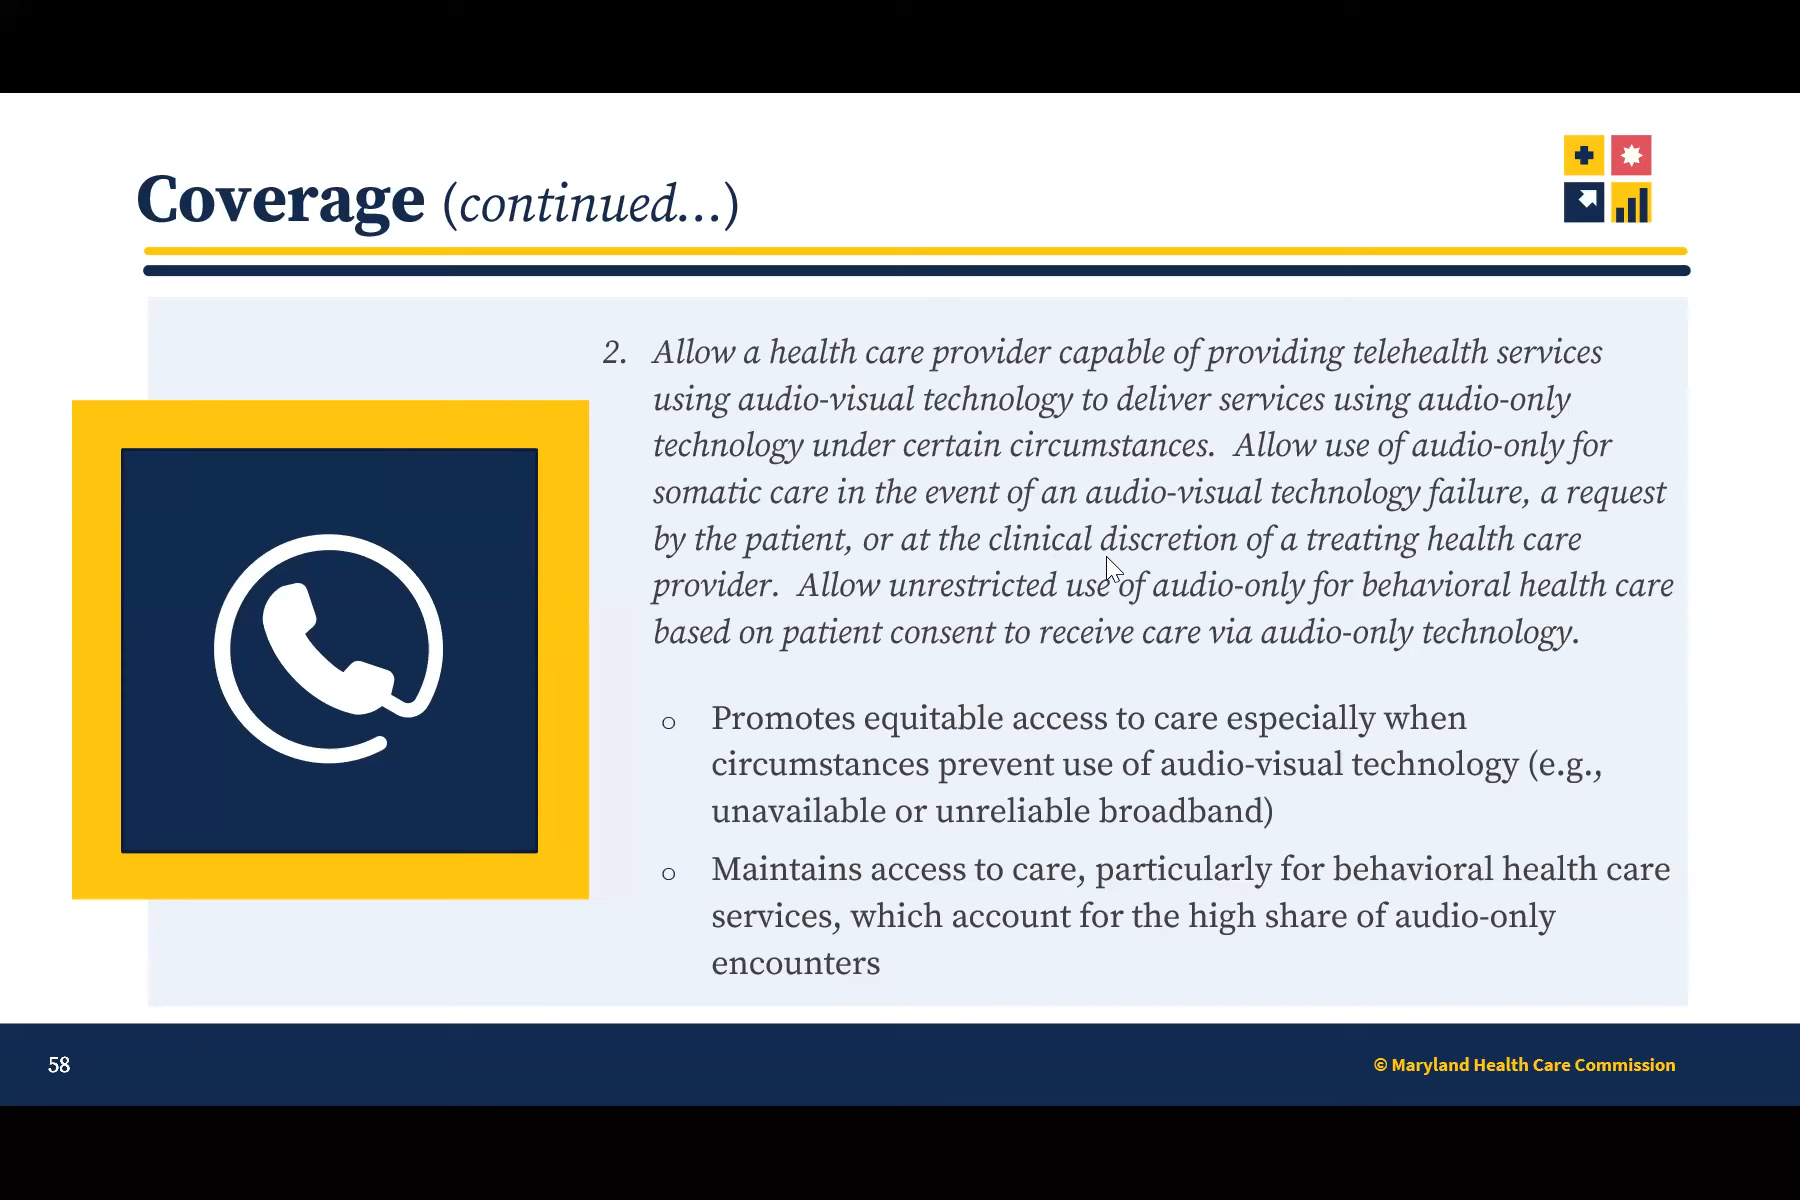 Coverage (continued...)
2. Allow a health care provider capable of providing telehealth services
using audio-visual technology to deliver services using audio-only
technology under certain circumstances.  Allow use of audio-only for
somatic care in the event of an audio-visual technology failure, a request
by the patient, or at the clinical discretion of a treating health care
provider.  Allow unrestricted use of audio-only for behavioral health care
based on patient consent to receive care via audio-only technology.
○ Promotes equitable access to care especially when
circumstances prevent use of audio-visual technology (e.g.,
unavailable or unreliable broadband)
○ Maintains access to care, particularly for behavioral health care
services, which account for the high share of audio-only
encounters
58
© Maryland Health Care Commission